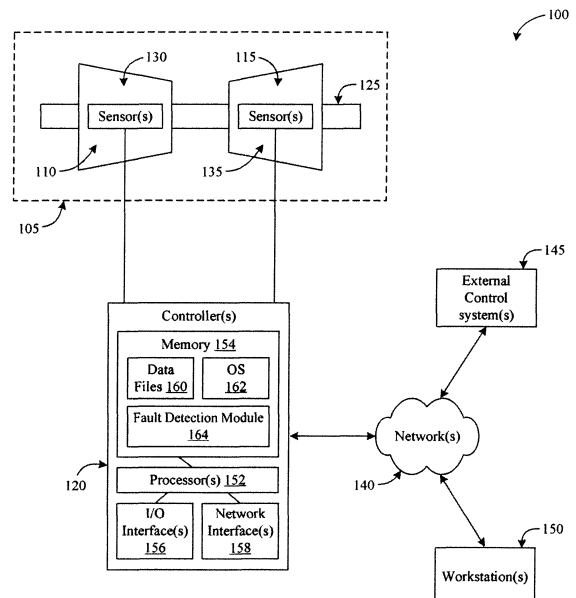 100
130
115
125
Sensor(s)
Sensor(s)
110
135
105
145
External
Control
system(s)
Controller(s)
Memory 154
Data
Files 160
OS
162
Fault Detection Module
164
Network(s)
120
Processor(s) 152
140
I/O
Interface(s)
156
Network
Interface(s)
158
150
Workstation(s)